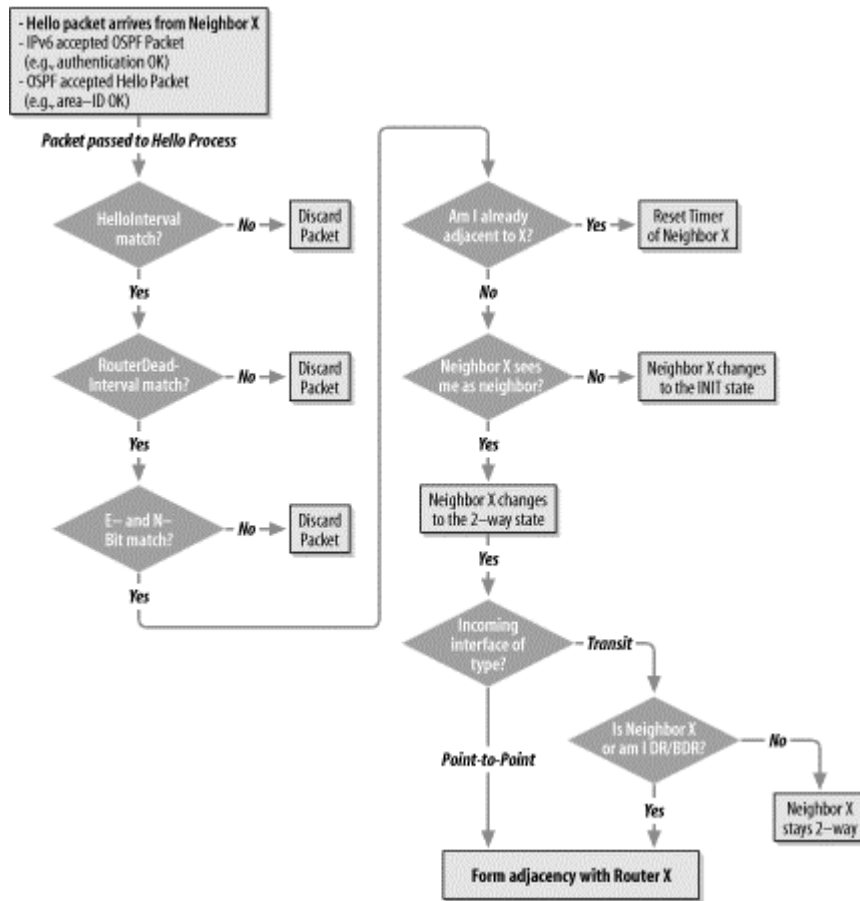 - Hello packet arrives from Neighbor X
- IPv6 accepted OSPF Packet
(e.g., authentication OK)
- OSPF accepted Hello Packet
(e.g., area–ID OK)
Packet passed to Hello Process
HelloInterval
match?
No
Discard
Packet
Yes
RouterDead-
Interval match?
No
Discard
Packet
Yes
E– and N–
Bit match?
No
Discard
Packet
Yes
Am I already
adjacent to X?
Yes
Reset Timer
of Neighbor X
No
Neighbor X sees
me as neighbor?
No
Neighbor X changes
to the INIT state
Yes
Neighbor X changes
to the 2–way state
Yes
Incoming
interface of
type?
Transit
Is Neighbor X
or am I DR/BDR?
No
Neighbor X
stays 2–way
Point-to-Point
Yes
Form adjacency with Router X